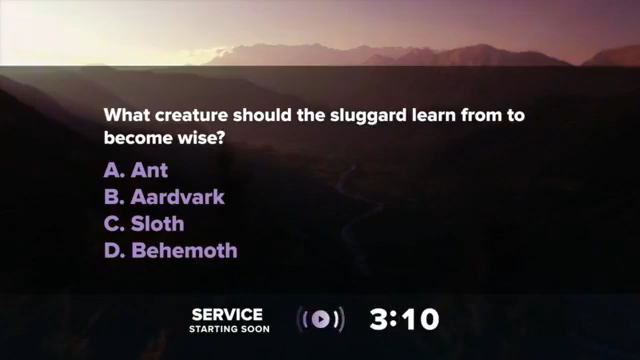 What creature should the sluggard learn from to
become wise?
A. Ant
B. Aardvark
C. Sloth
D. Behemoth
SERVICE
STARTING SOON
3:10